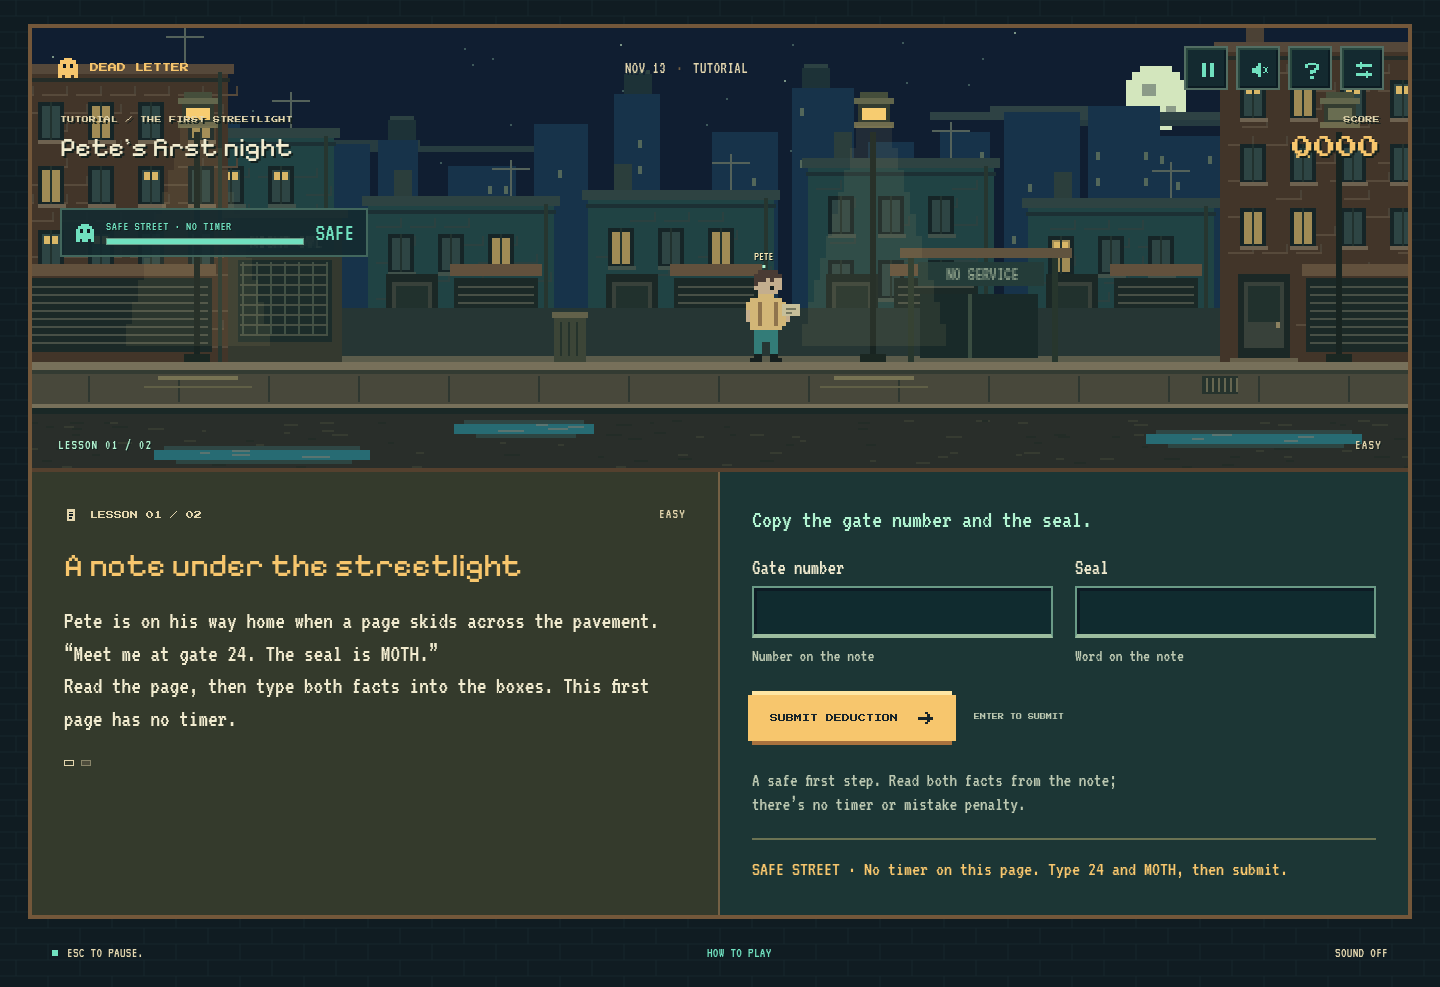 DEAD LETTER
NOV 13 · TUTORIAL
TUTORIAL / THE FIRST STREETLIGHT
SCORE
Pete's first night
0000
SAFE STREET · NO TIMER
SAFE
PETE
NO SERVICE
LESSON 01 / 02
EASY
LESSON 01 / 02
EASY
A note under the streetlight
Pete is on his way home when a page skids across the pavement.
“Meet me at gate 24. The seal is MOTH.”
Read the page, then type both facts into the boxes. This first
page has no timer.
Copy the gate number and the seal.
Gate number
Seal
Number on the note
Word on the note
SUBMIT DEDUCTION →
ENTER TO SUBMIT
A safe first step. Read both facts from the note;
there’s no timer or mistake penalty.
SAFE STREET · No timer on this page. Type 24 and MOTH, then submit.
ESC TO PAUSE.
HOW TO PLAY
SOUND OFF